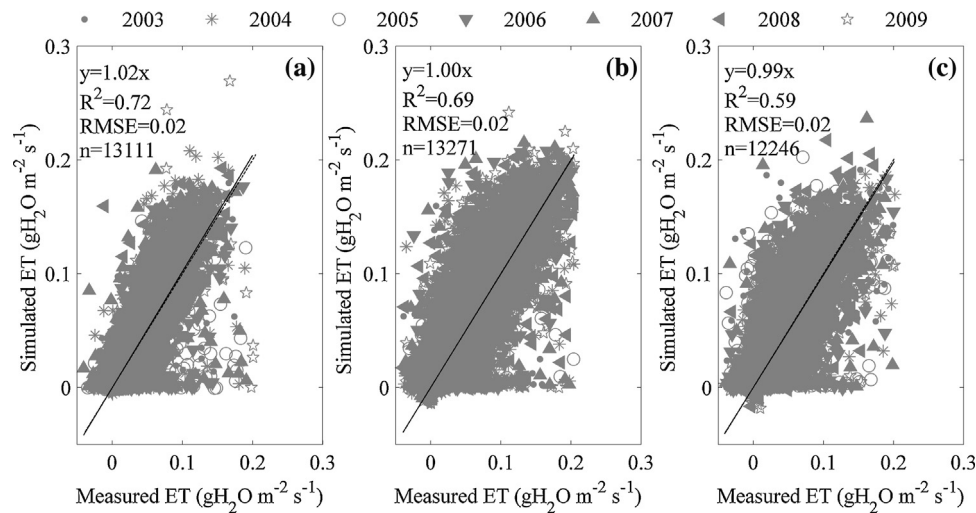 2003 2004 2005 2006 2007 2008 2009
(a)
y=1.02x
R²=0.72
RMSE=0.02
n=13111
0.3
0.2
0.1
0
Simulated ET (gH₂O m⁻² s⁻¹)
0 0.1 0.2 0.3
Measured ET (gH₂O m⁻² s⁻¹)
(b)
y=1.00x
R²=0.69
RMSE=0.02
n=13271
0.3
0.2
0.1
0
Simulated ET (gH₂O m⁻² s⁻¹)
0 0.1 0.2 0.3
Measured ET (gH₂O m⁻² s⁻¹)
(c)
y=0.99x
R²=0.59
RMSE=0.02
n=12246
0.3
0.2
0.1
0
Simulated ET (gH₂O m⁻² s⁻¹)
0 0.1 0.2 0.3
Measured ET (gH₂O m⁻² s⁻¹)